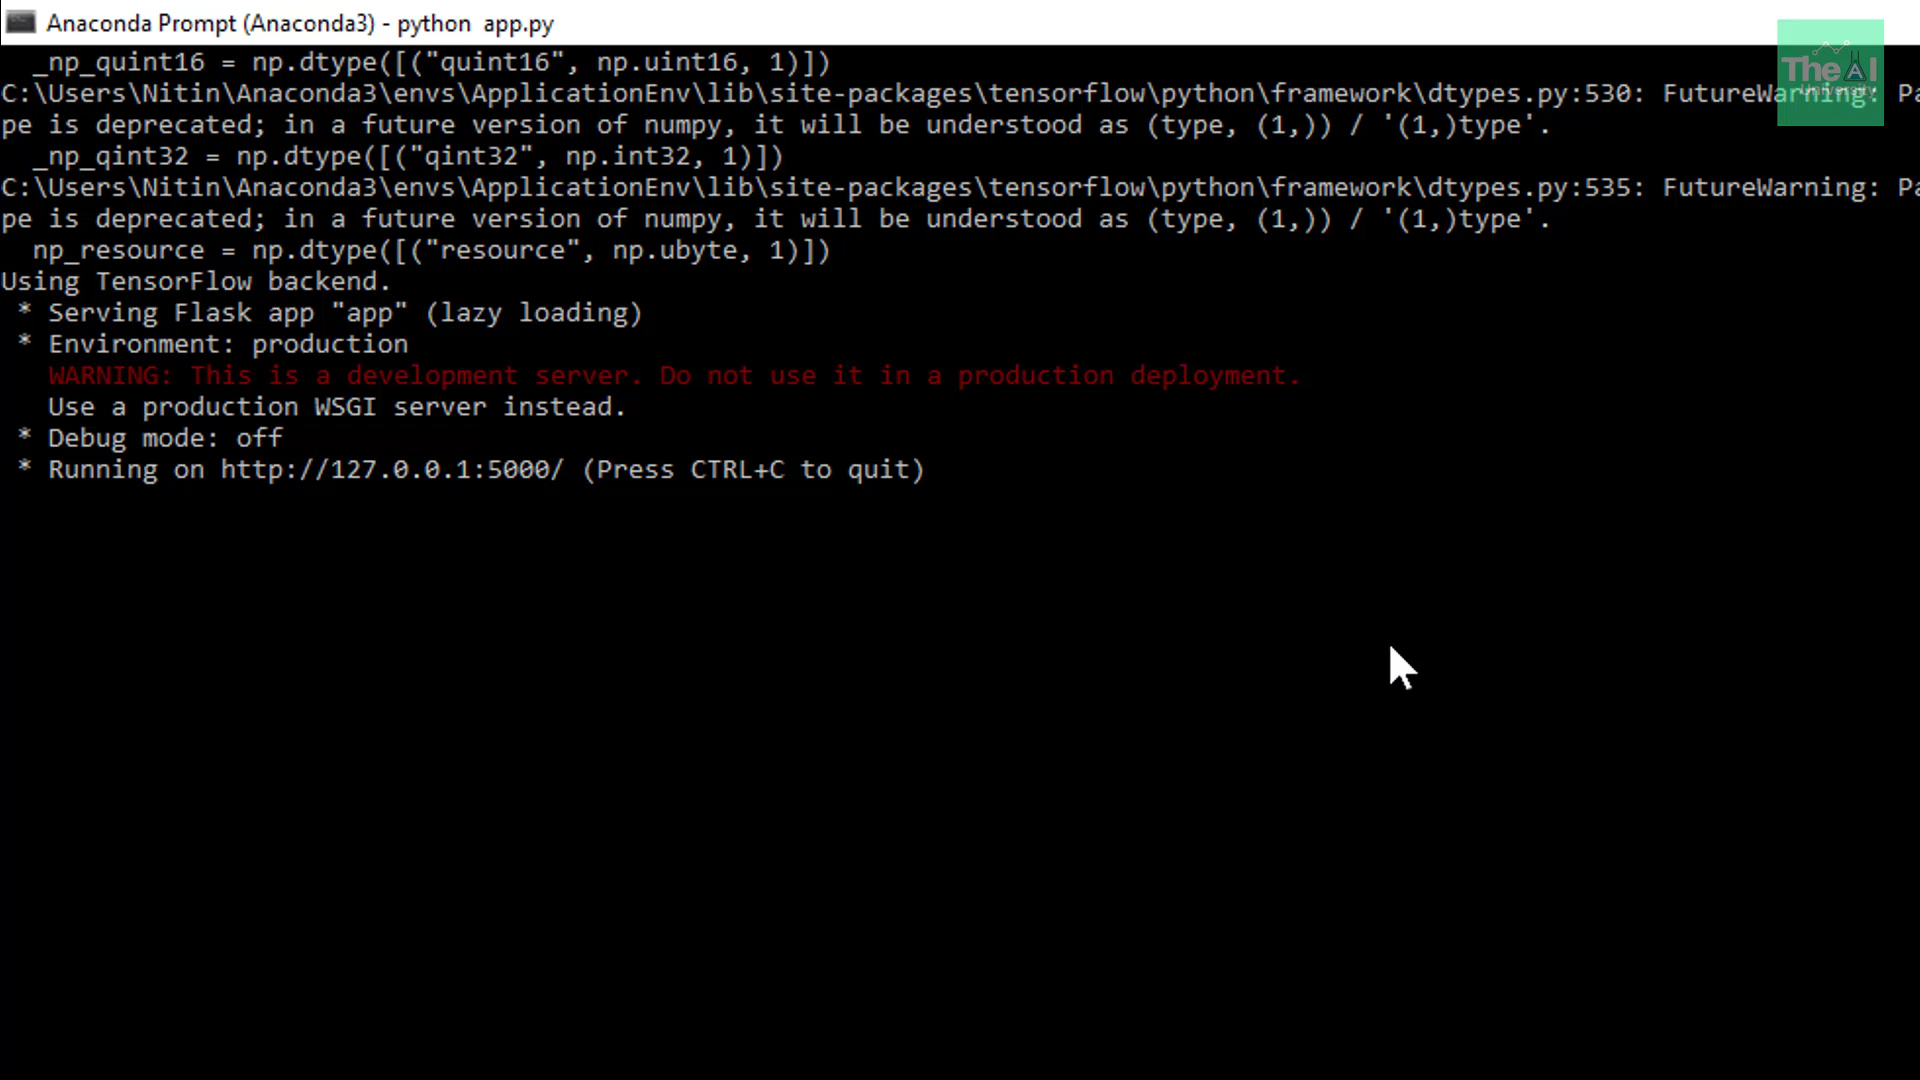 Anaconda Prompt (Anaconda3) - python app.py
_np_quint16 = np.dtype([("quint16", np.uint16, 1)])
C:\Users\Nitin\Anaconda3\envs\ApplicationEnv\lib\site-packages\tensorflow\python\framework\dtypes.py:530: FutureWarning: Pa
pe is deprecated; in a future version of numpy, it will be understood as (type, (1,)) / '(1,)type'.
_np_qint32 = np.dtype([("qint32", np.int32, 1)])
C:\Users\Nitin\Anaconda3\envs\ApplicationEnv\lib\site-packages\tensorflow\python\framework\dtypes.py:535: FutureWarning: Pa
pe is deprecated; in a future version of numpy, it will be understood as (type, (1,)) / '(1,)type'.
np_resource = np.dtype([("resource", np.ubyte, 1)])
Using TensorFlow backend.
* Serving Flask app "app" (lazy loading)
* Environment: production
WARNING: This is a development server. Do not use it in a production deployment.
Use a production WSGI server instead.
* Debug mode: off
* Running on http://127.0.0.1:5000/ (Press CTRL+C to quit)
The AI
University